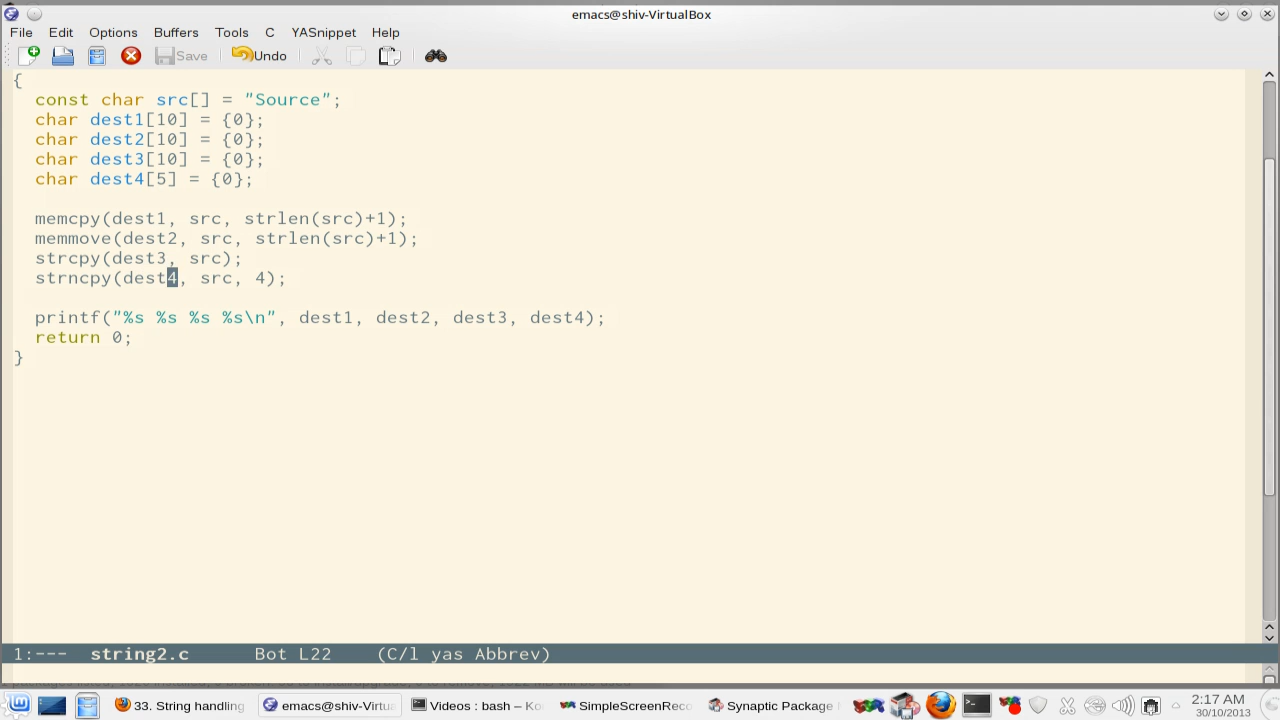 emacs@shiv-VirtualBox
File Edit Options Buffers Tools C YASnippet Help
Save Undo
{
const char src[] = "Source";
char dest1[10] = {0};
char dest2[10] = {0};
char dest3[10] = {0};
char dest4[5] = {0};
memcpy(dest1, src, strlen(src)+1);
memmove(dest2, src, strlen(src)+1);
strcpy(dest3, src);
strncpy(dest4, src, 4);
printf("%s %s %s %s\n", dest1, dest2, dest3, dest4);
return 0;
}
1:--- string2.c Bot L22 (C/l yas Abbrev)
33. String handling emacs@shiv-Virtua Videos : bash – Ko SimpleScreenReco Synaptic Package 2:17 AM
30/10/2013